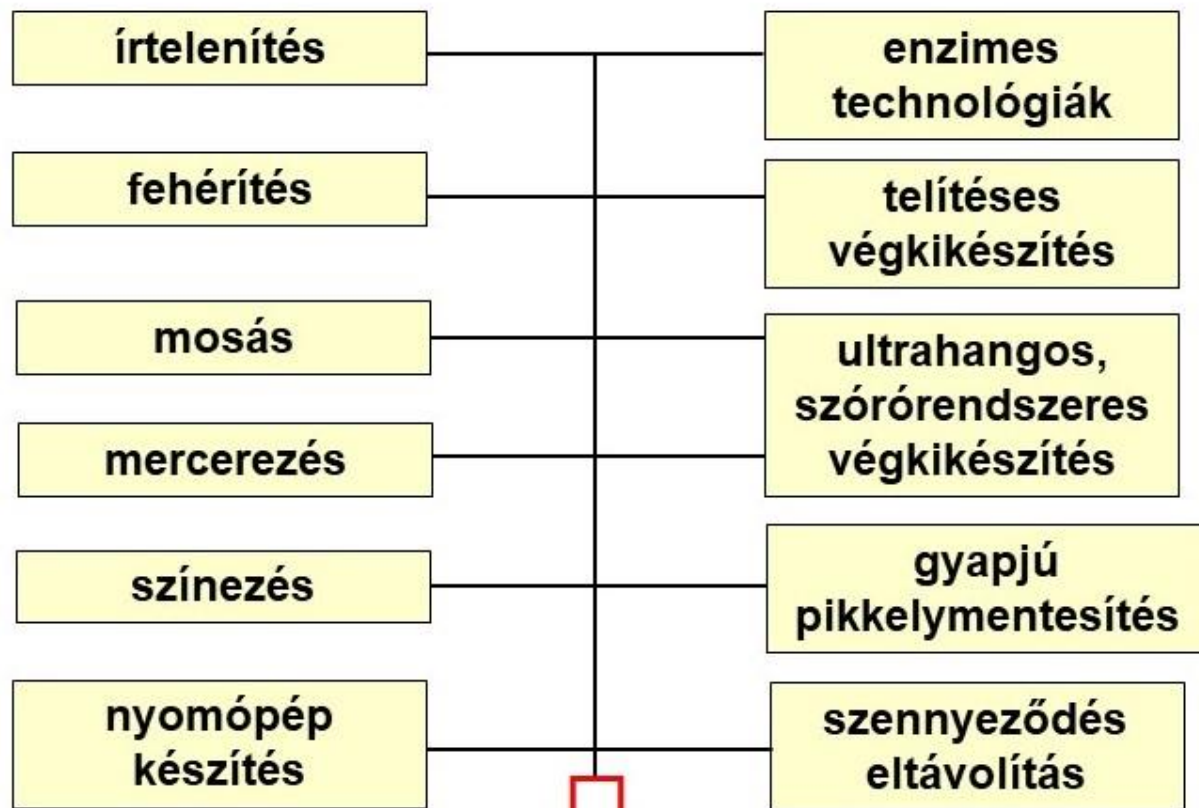 írtelenítés
fehérítés
mosás
mercerezés
színezés
nyomópép
készítés
enzimes
technológiák
telítéses
végkikészítés
ultrahangos,
szórórendszeres
végkikészítés
gyapjú
pikkelymentesítés
szennyeződés
eltávolítás